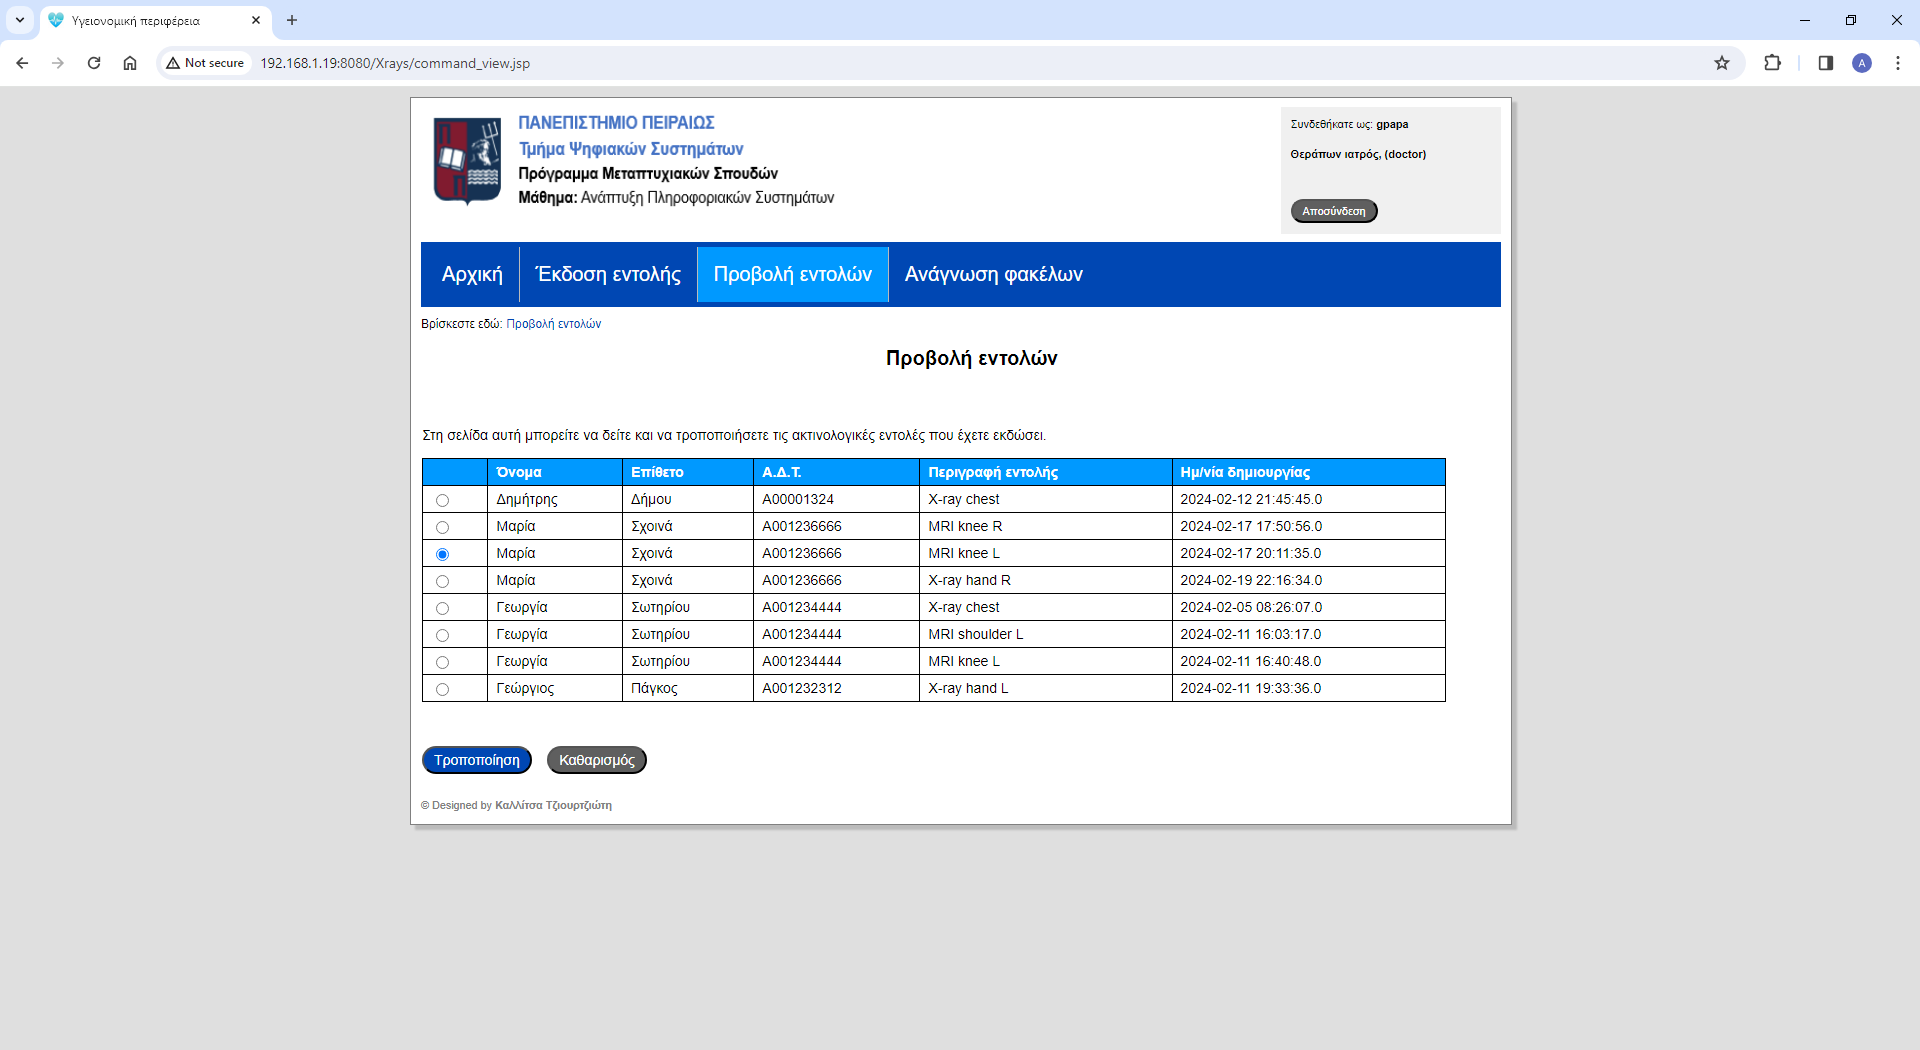 Υγειονομική περιφέρεια
Not secure 192.168.1.19:8080/Xrays/command_view.jsp A
ΠΑΝΕΠΙΣΤΗΜΙΟ ΠΕΙΡΑΙΩΣ
Τμήμα Ψηφιακών Συστημάτων
Πρόγραμμα Μεταπτυχιακών Σπουδών
Μάθημα: Ανάπτυξη Πληροφοριακών Συστημάτων
Συνδεθήκατε ως: gpapa
Θεράπων ιατρός, (doctor)
Αποσύνδεση
Αρχική Έκδοση εντολής Προβολή εντολών Ανάγνωση φακέλων
Βρίσκεστε εδώ: Προβολή εντολών
Προβολή εντολών
Στη σελίδα αυτή μπορείτε να δείτε και να τροποποιήσετε τις ακτινολογικές εντολές που έχετε εκδώσει.
Όνομα Επίθετο Α.Δ.Τ. Περιγραφή εντολής Ημ/νία δημιουργίας
Δημήτρης Δήμου A00001324 X-ray chest 2024-02-12 21:45:45.0
Μαρία Σχοινά A001236666 MRI knee R 2024-02-17 17:50:56.0
Μαρία Σχοινά A001236666 MRI knee L 2024-02-17 20:11:35.0
Μαρία Σχοινά A001236666 X-ray hand R 2024-02-19 22:16:34.0
Γεωργία Σωτηρίου A001234444 X-ray chest 2024-02-05 08:26:07.0
Γεωργία Σωτηρίου A001234444 MRI shoulder L 2024-02-11 16:03:17.0
Γεωργία Σωτηρίου A001234444 MRI knee L 2024-02-11 16:40:48.0
Γεώργιος Πάγκος A001232312 X-ray hand L 2024-02-11 19:33:36.0
Τροποποίηση Καθαρισμός
© Designed by Καλλίτσα Τζιουρτζιώτη